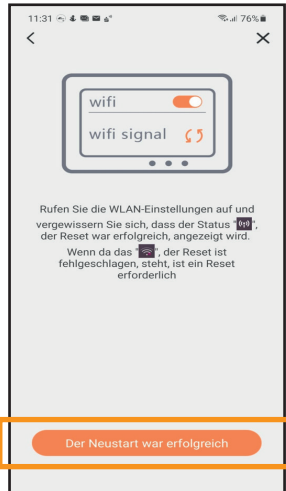 11:31 76%
wifi
wifi signal
Rufen Sie die WLAN-Einstellungen auf und
vergewissern Sie sich, dass der Status " ",
der Reset war erfolgreich, angezeigt wird.
Wenn da das " ", der Reset ist
fehlgeschlagen, steht, ist ein Reset
erforderlich
Der Neustart war erfolgreich